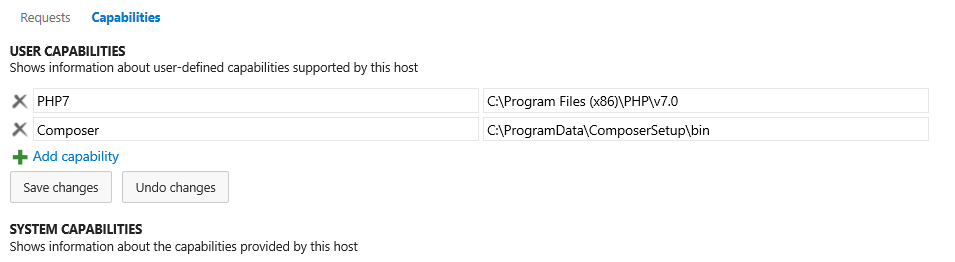 Requests Capabilities
USER CAPABILITIES
Shows information about user-defined capabilities supported by this host
PHP7 C:\Program Files (x86)\PHP\v7.0
Composer C:\ProgramData\ComposerSetup\bin
Add capability
Save changes Undo changes
SYSTEM CAPABILITIES
Shows information about the capabilities provided by this host